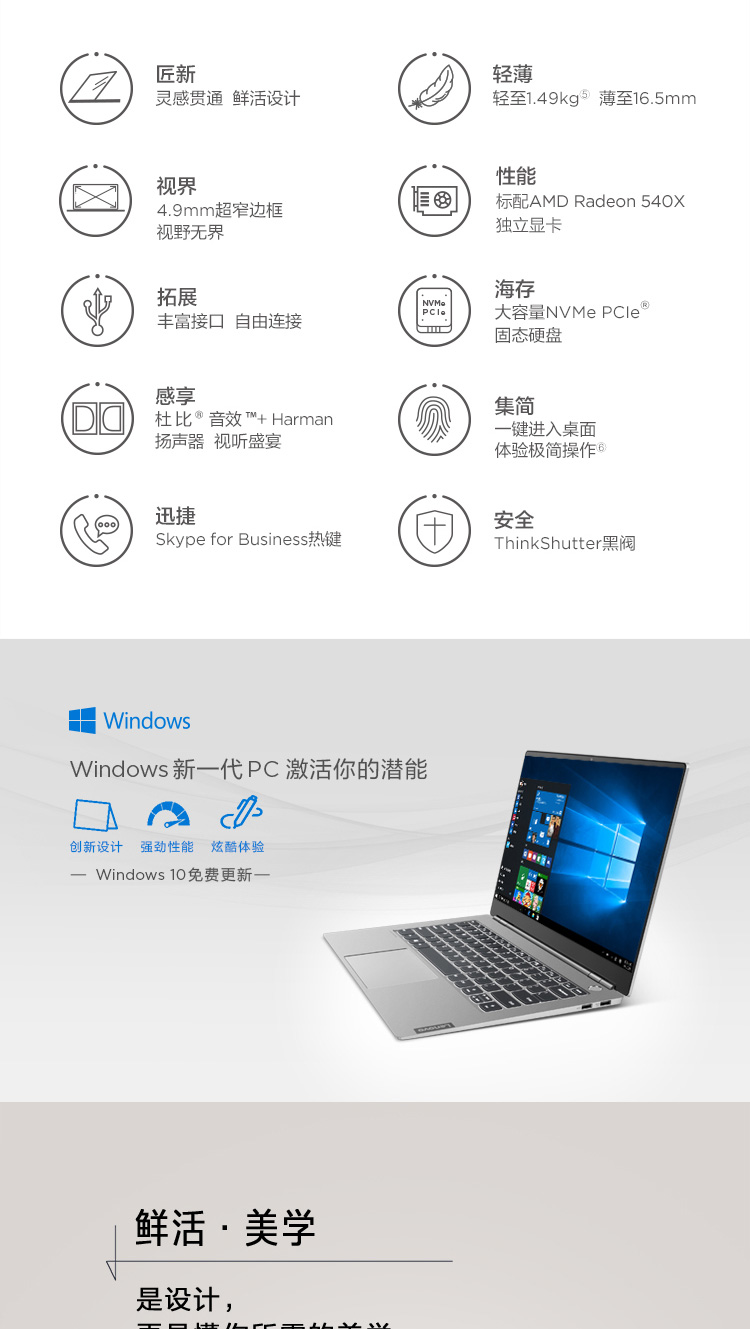 匠新
灵感贯通 鲜活设计
轻薄
轻至1.49kg⑤ 薄至16.5mm
视界
4.9mm超窄边框
视野无界
性能
标配AMD Radeon 540X
独立显卡
拓展
丰富接口 自由连接
NVMe
PCIe
海存
大容量NVMe PCIe®
固态硬盘
感享
杜比® 音效™+ Harman
扬声器 视听盛宴
集简
一键进入桌面
体验极简操作⑥
迅捷
Skype for Business热键
安全
ThinkShutter黑阀
Windows
Windows 新一代 PC 激活你的潜能
创新设计 强劲性能 炫酷体验
— Windows 10免费更新—
Lenovo
鲜活·美学
是设计，